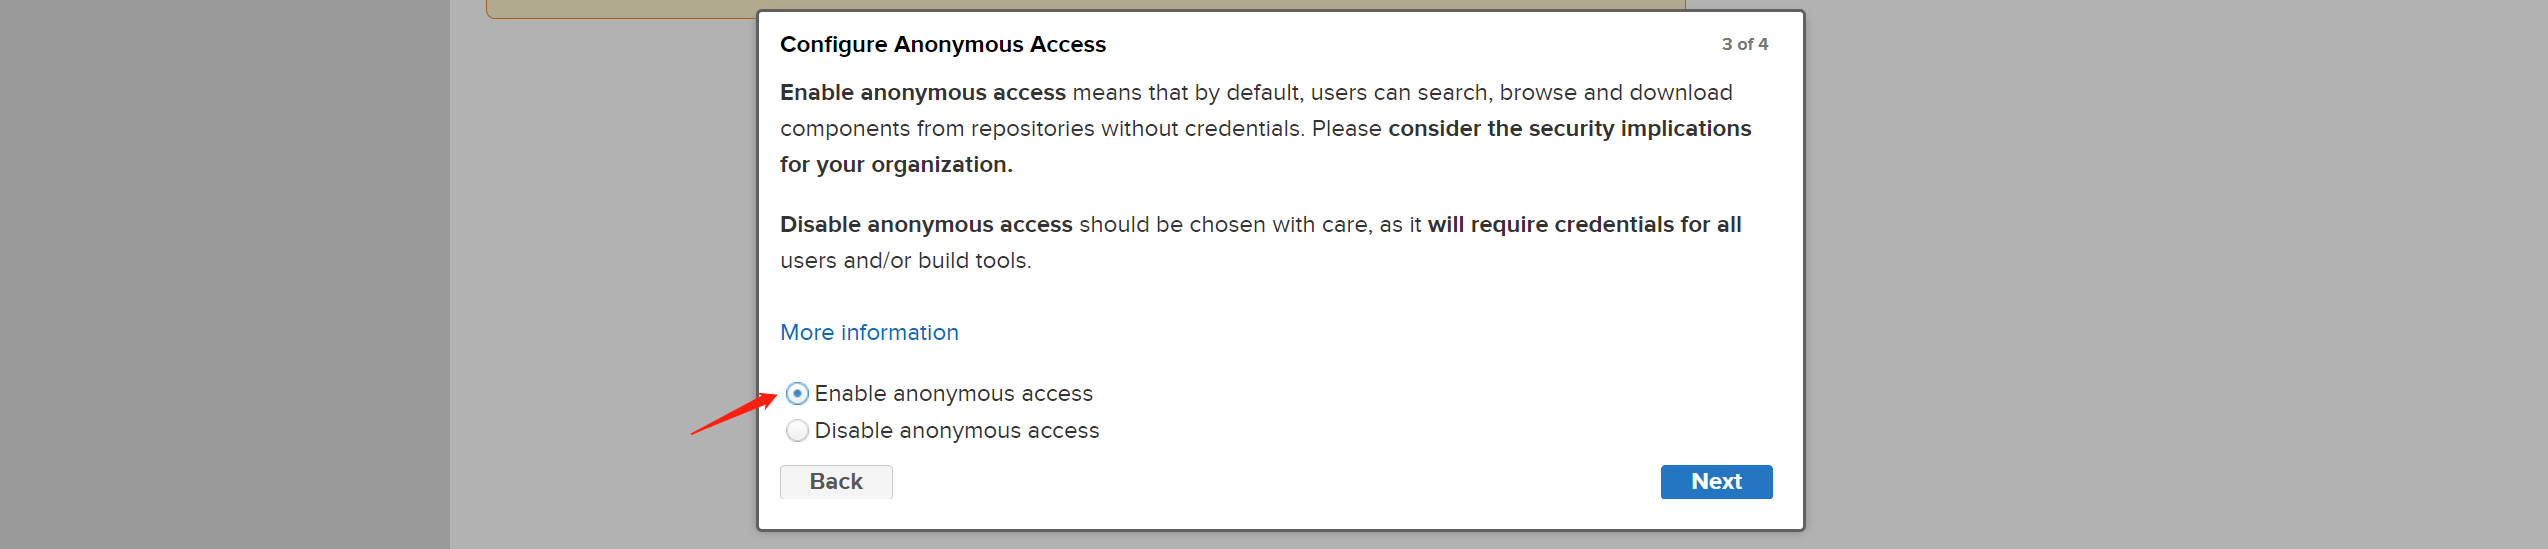 Configure Anonymous Access
3 of 4
Enable anonymous access means that by default, users can search, browse and download
components from repositories without credentials. Please consider the security implications
for your organization.
Disable anonymous access should be chosen with care, as it will require credentials for all
users and/or build tools.
More information
Enable anonymous access
Disable anonymous access
Back
Next